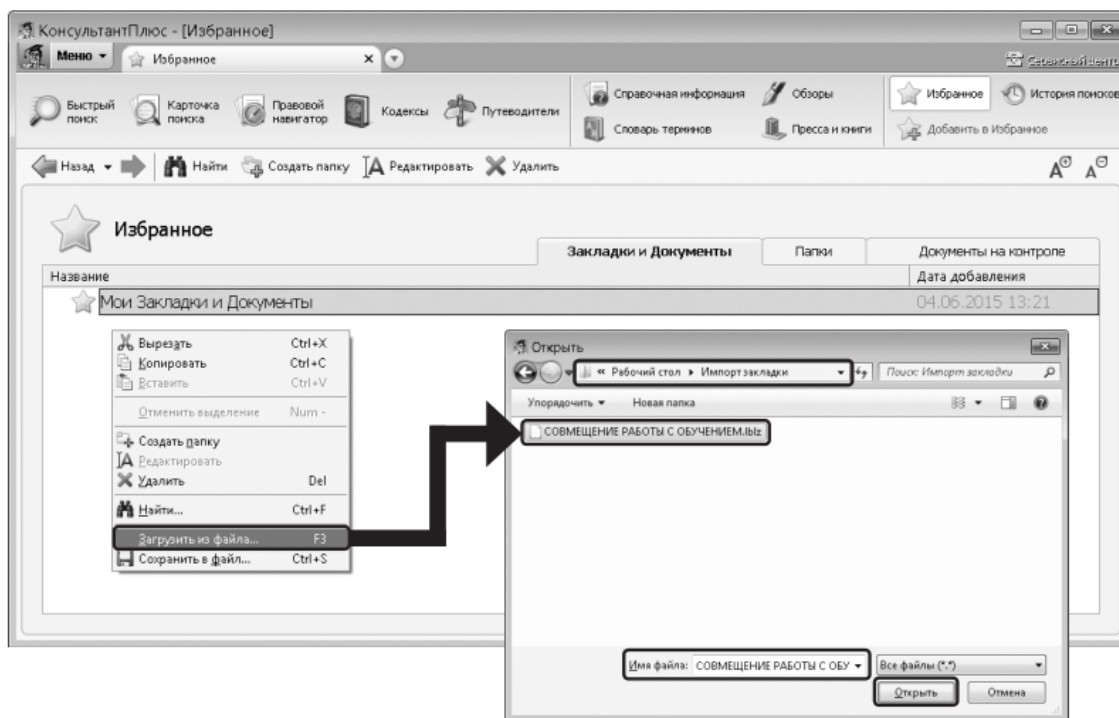 КонсультантПлюс - [Избранное]
Меню
Избранное
Сервисный центр
Быстрый поиск
Карточка поиска
Правовой навигатор
Кодексы
Путеводители
Справочная информация
Словарь терминов
Обзоры
Пресса и книги
Избранное
История поисков
Добавить в Избранное
Назад
Найти
Создать папку
Редактировать
Удалить
Избранное
Закладки и Документы
Папки
Документы на контроле
Название
Дата добавления
Мои Закладки и Документы
04.06.2015 13:21
Вырезать Ctrl+X
Копировать Ctrl+C
Вставить Ctrl+V
Отменить выделение Num -
Создать папку
Редактировать
Удалить Del
Найти... Ctrl+F
Загрузить из файла... F3
Сохранить в файл... Ctrl+S
Открыть
« Рабочий стол ▸ Импорт закладки
Поиск: Импорт закладки
Упорядочить
Новая папка
СОВМЕЩЕНИЕ РАБОТЫ С ОБУЧЕНИЕМ.lblz
Имя файла: СОВМЕЩЕНИЕ РАБОТЫ С ОБУ
Все файлы (*.*)
Открыть
Отмена